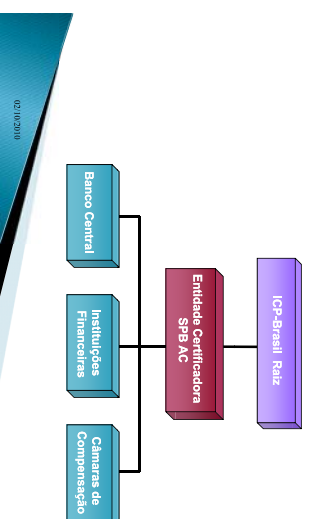 ICP-Brasil Raiz
Entidade Certificadora
SPB AC
Banco Central
Instituições
Financeiras
Câmaras de
Compensação
02/10/2010